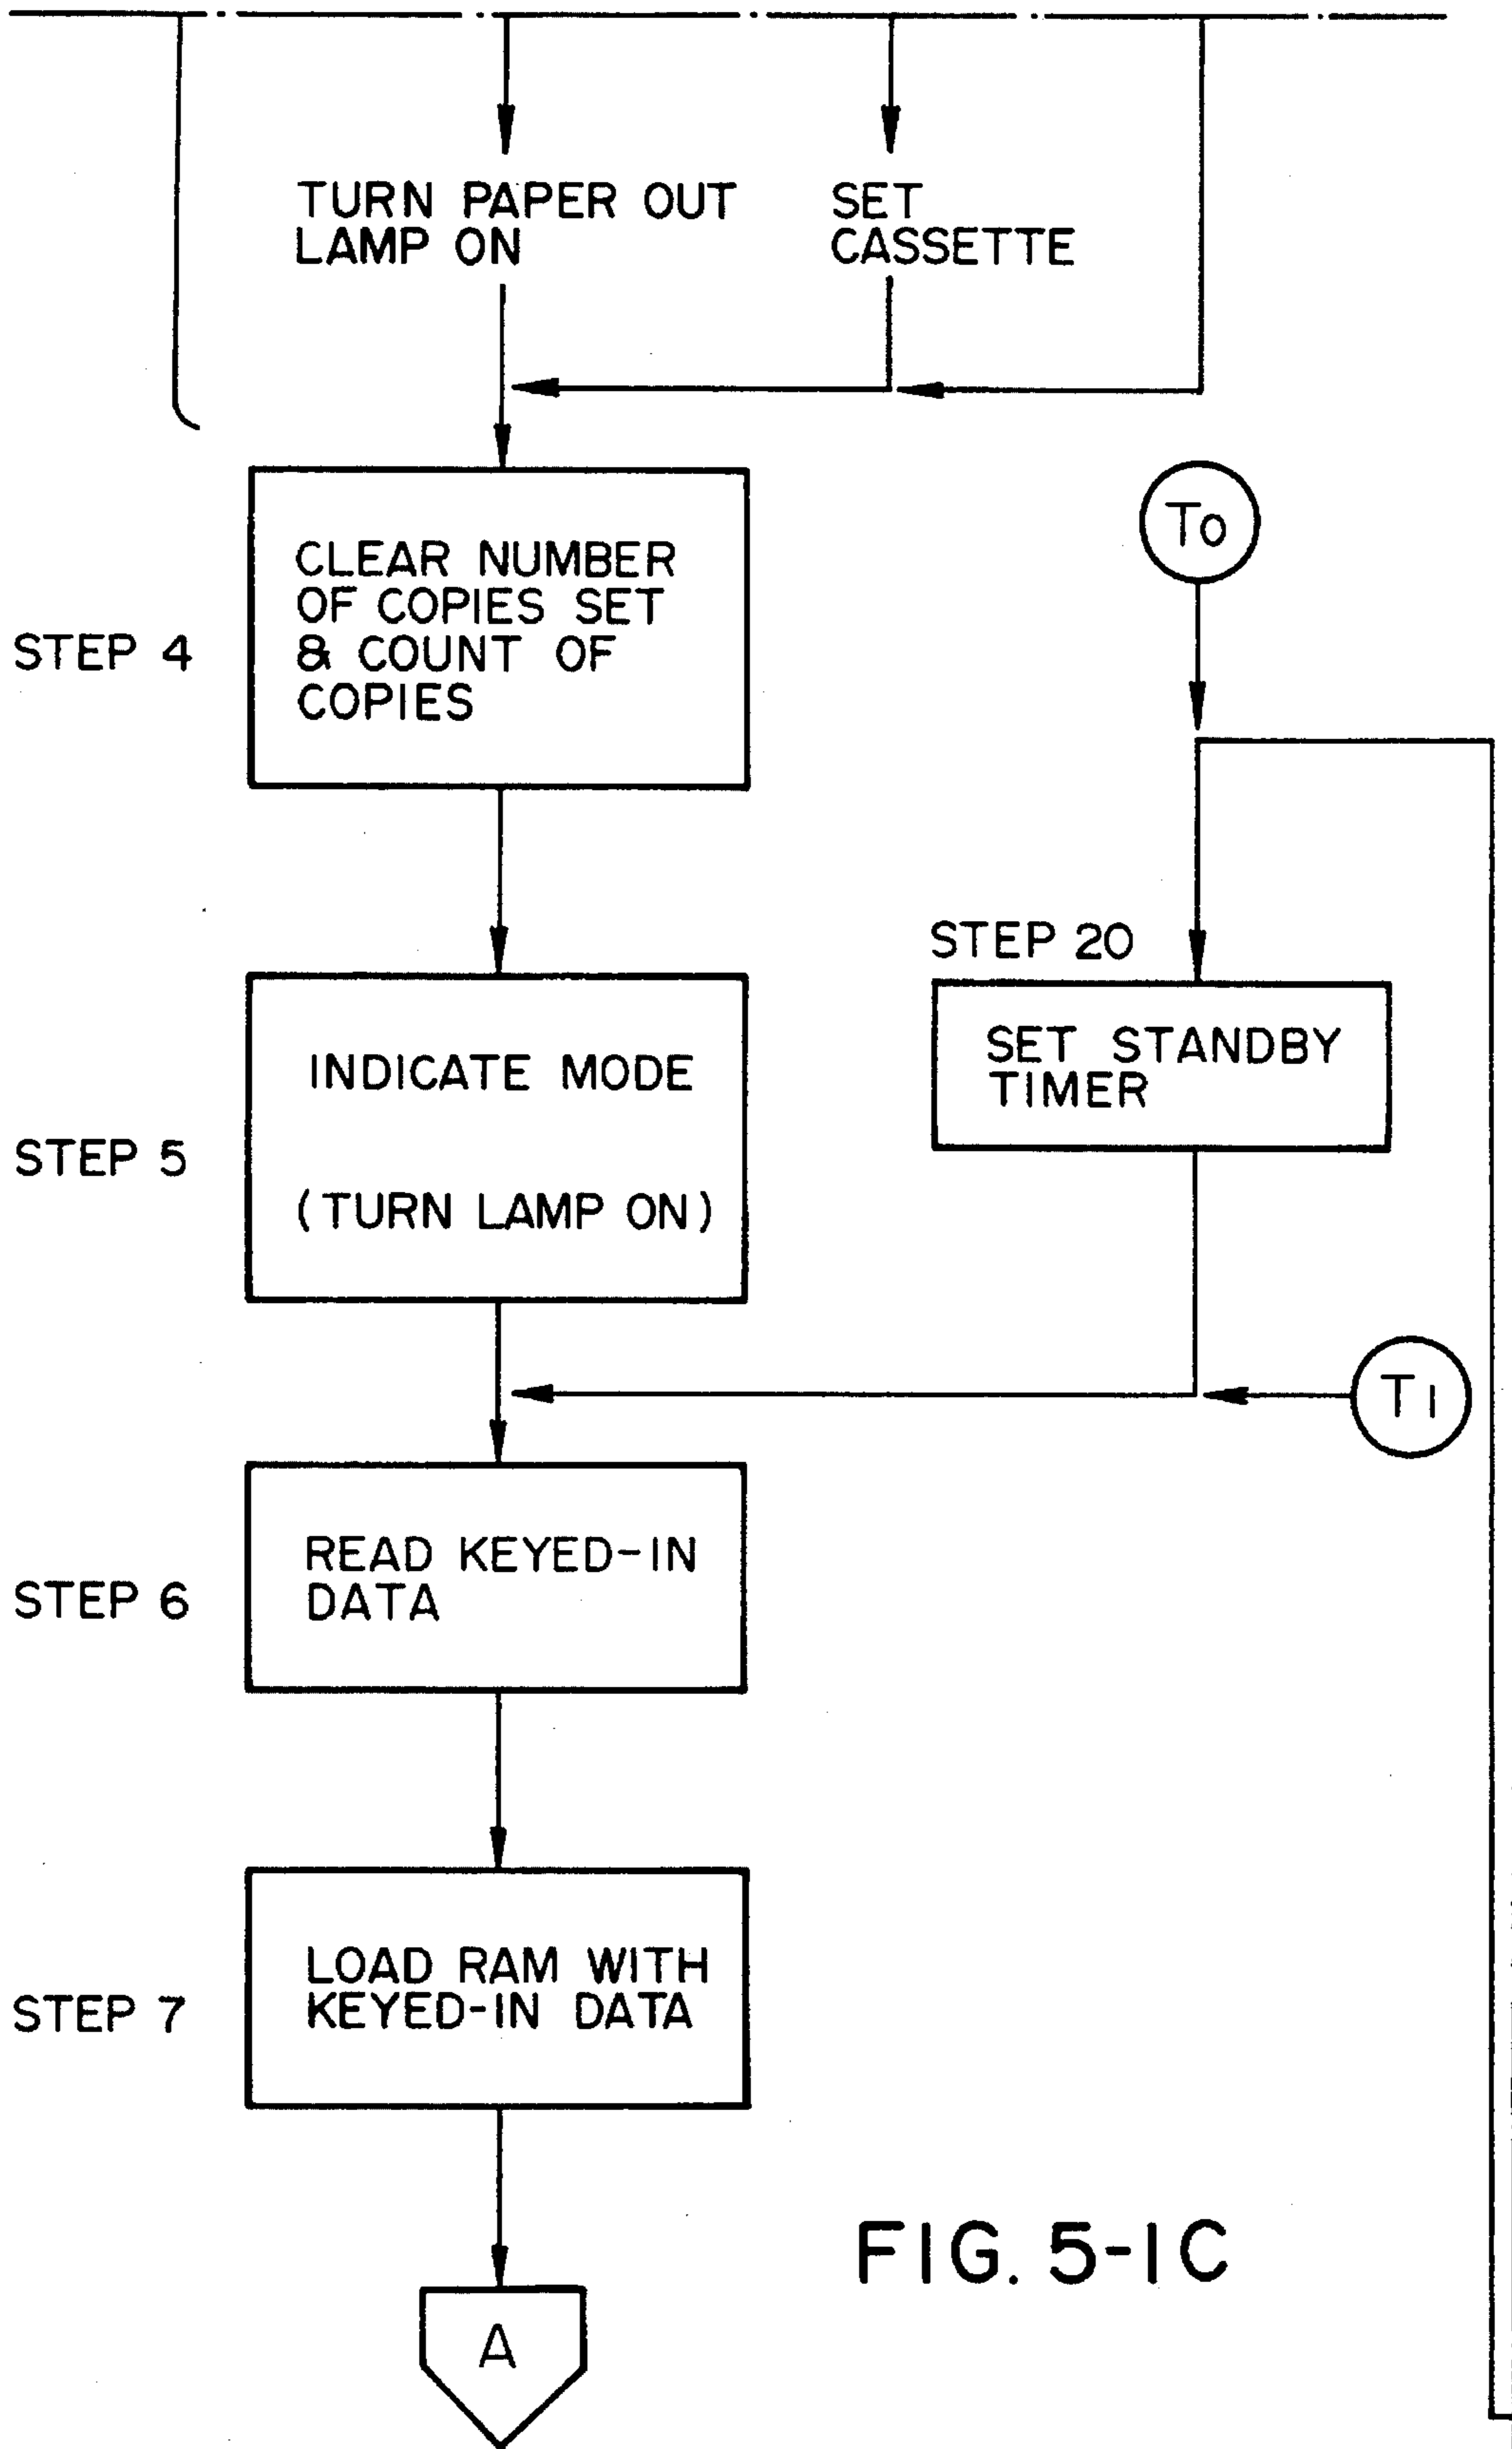 TURN PAPER OUT
LAMP ON
SET
CASSETTE
STEP 4
CLEAR NUMBER
OF COPIES SET
& COUNT OF
COPIES
TO
STEP 20
SET STANDBY
TIMER
STEP 5
INDICATE MODE
(TURN LAMP ON)
T1
STEP 6
READ KEYED-IN
DATA
STEP 7
LOAD RAM WITH
KEYED-IN DATA
A
FIG. 5-1C